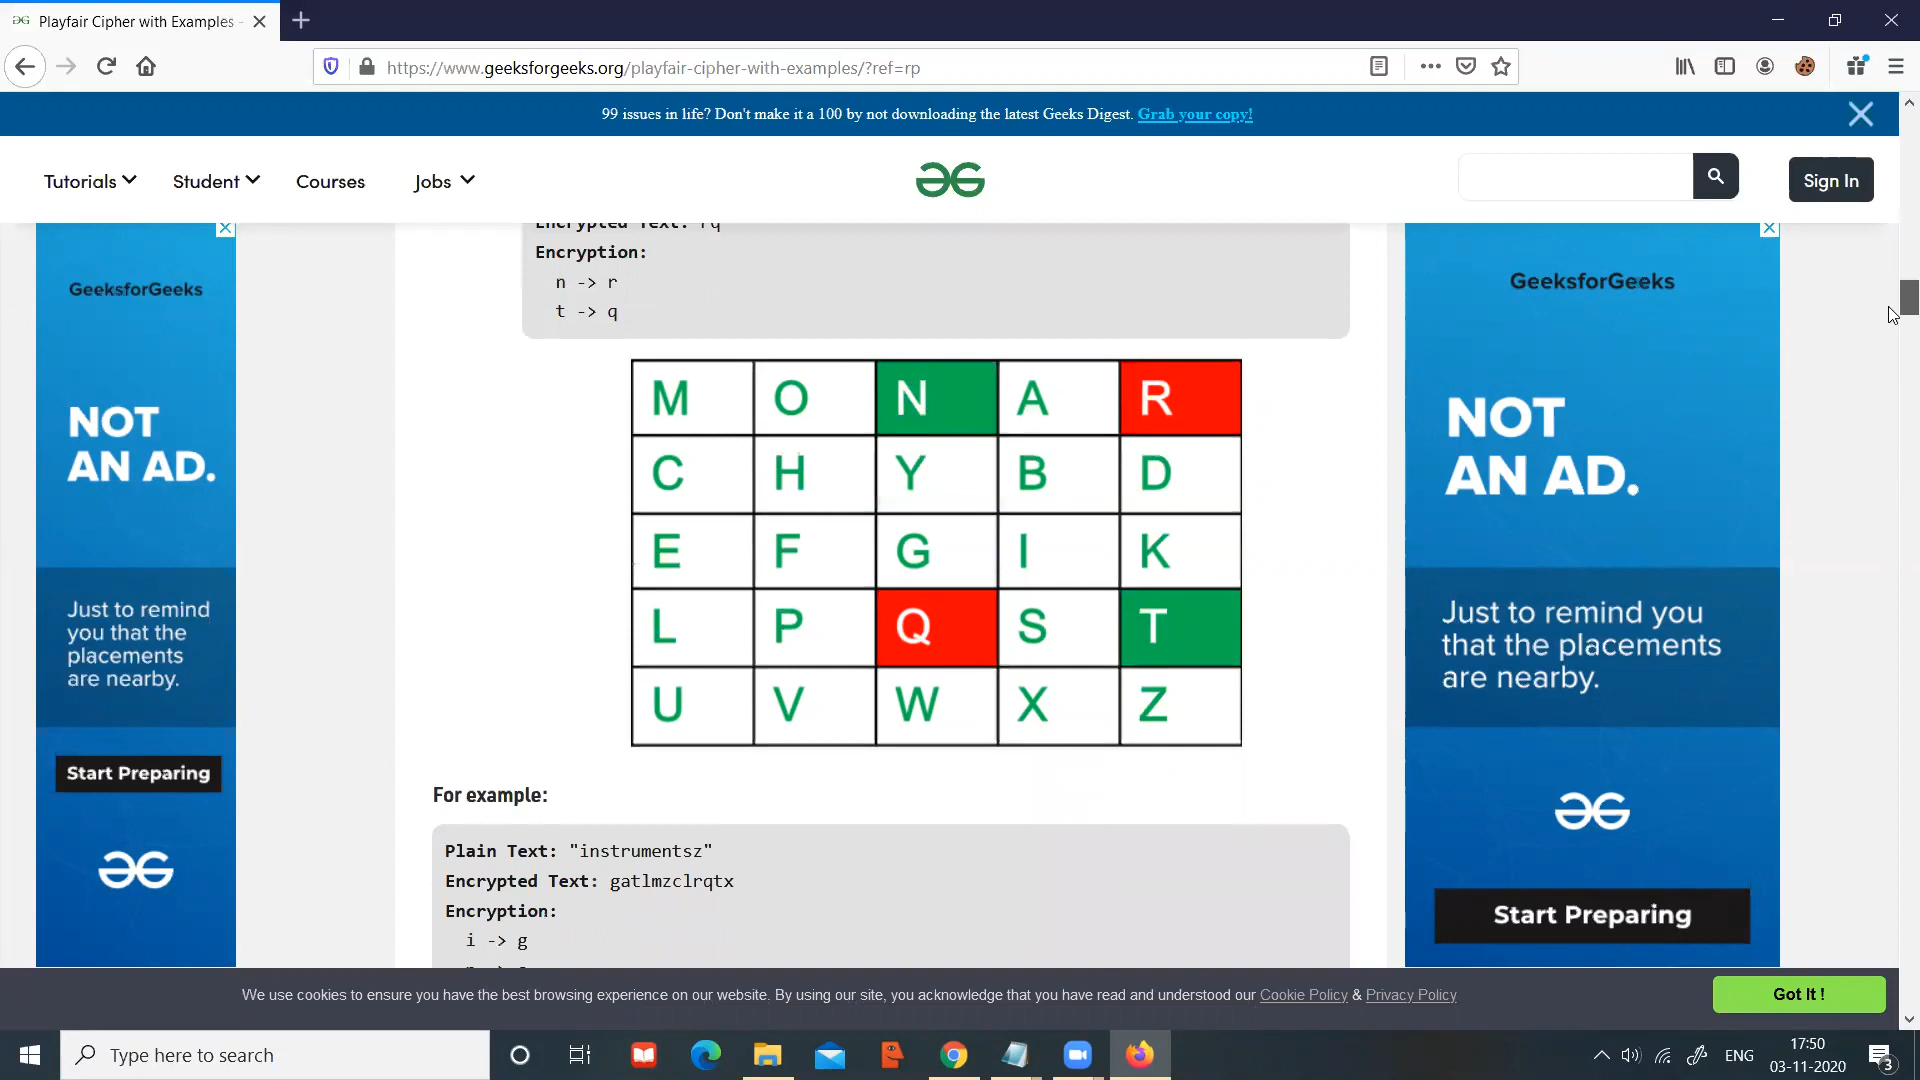 Playfair Cipher with Examples -
https://www.geeksforgeeks.org/playfair-cipher-with-examples/?ref=rp
99 issues in life? Don't make it a 100 by not downloading the latest Geeks Digest. Grab your copy!
Tutorials
Student
Courses
Jobs
Sign In
Encrypted Text: rq
Encryption:
n -> r
t -> q
M O N A R
C H Y B D
E F G I K
L P Q S T
U V W X Z
For example:
Plain Text: "instrumentsz"
Encrypted Text: gatlmzclrqtx
Encryption:
i -> g
GeeksforGeeks
NOT
AN AD.
Just to remind
you that the
placements
are nearby.
Start Preparing
GeeksforGeeks
NOT
AN AD.
Just to remind you
that the placements
are nearby.
Start Preparing
We use cookies to ensure you have the best browsing experience on our website. By using our site, you acknowledge that you have read and understood our Cookie Policy & Privacy Policy
Got It !
Type here to search
ENG
17:50
03-11-2020
3